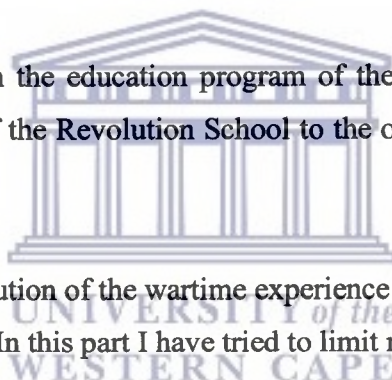 n the education program of the
f the Revolution School to the o
ution of the wartime experience
UNIVERSITY of the
In this part I have tried to limit r
WESTERN CAPE